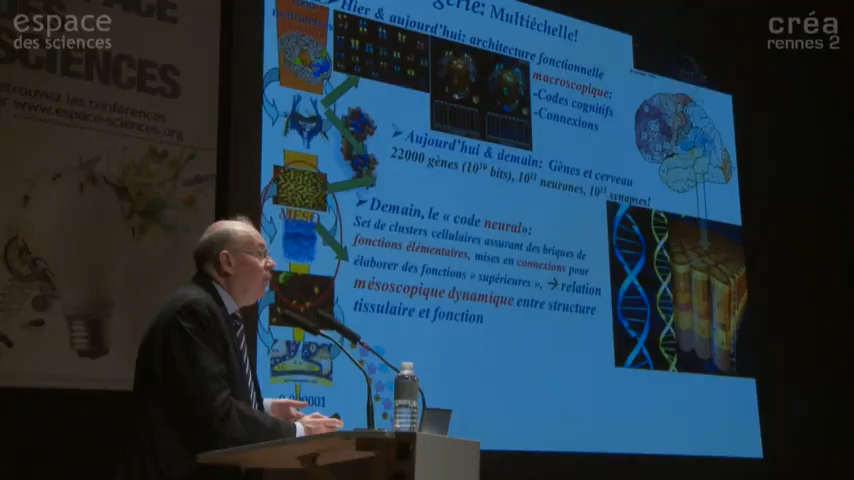 espace
des sciences
créa
rennes 2
SCIENCES
les conférences
www.espace-sciences.org
Multiéchelle!
Hier & aujourd'hui: architecture fonctionnelle
macroscopique:
-Codes cognitifs
-Connexions
Aujourd'hui & demain: Gènes et cerveau
22000 gènes (10¹⁰ bits), 10¹¹ neurones, 10¹⁵ synapses!
Demain, le « code neural»:
Set de clusters cellulaires assurant des briques de
fonctions élémentaires, mises en connexions pour
élaborer des fonctions « supérieures », → relation
mésoscopique dynamique entre structure
tissulaire et fonction